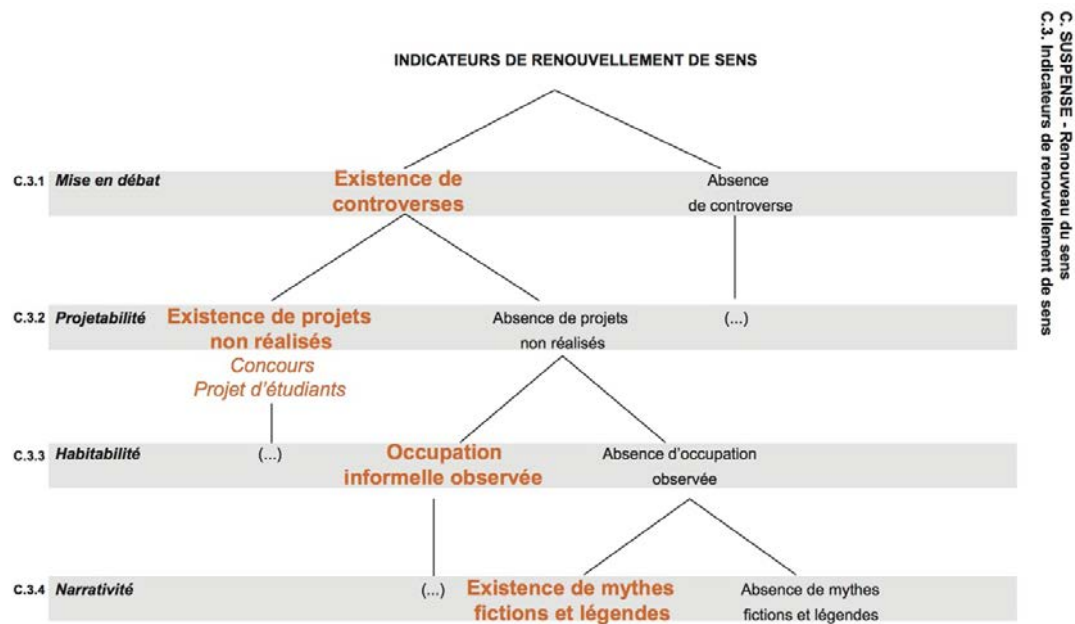 INDICATEURS DE RENOUVELLEMENT DE SENS
C. SUSPENSE - Renouveau du sens
C.3. Indicateurs de renouvellement de sens
C.3.1 Mise en débat
Existence de
controverses
Absence
de controverse
C.3.2 Projetabilité
Existence de projets
non réalisés
Concours
Projet d'étudiants
Absence de projets
non réalisés
(...)
C.3.3 Habitabilité
(...)
Occupation
informelle observée
Absence d'occupation
observée
C.3.4 Narrativité
(...)
Existence de mythes
fictions et légendes
Absence de mythes
fictions et légendes